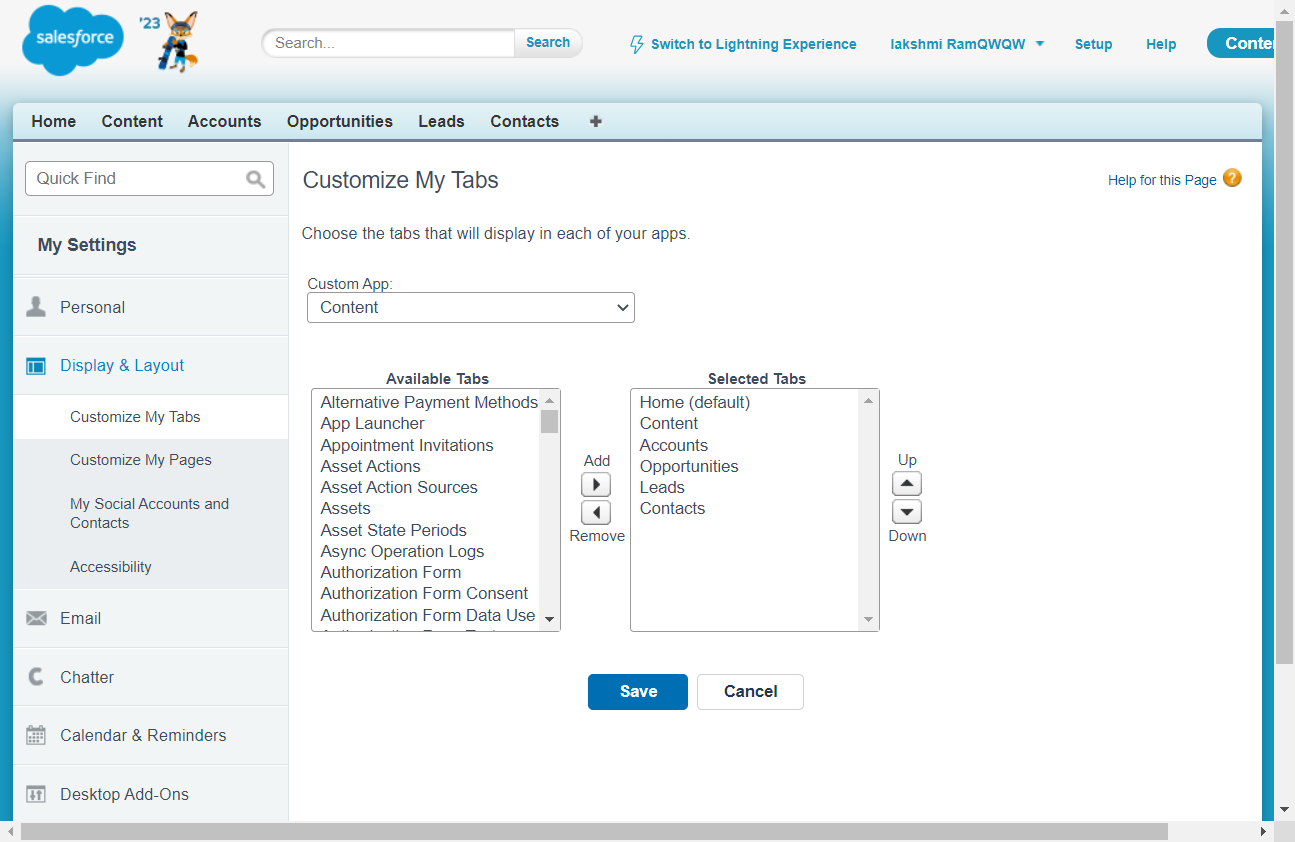 salesforce '23
Search...
Search
Switch to Lightning Experience
lakshmi RamQWQW
Setup
Help
Home
Content
Accounts
Opportunities
Leads
Contacts
Quick Find
My Settings
Personal
Display & Layout
Customize My Tabs
Customize My Pages
My Social Accounts and
Contacts
Accessibility
Email
Chatter
Calendar & Reminders
Desktop Add-Ons
Customize My Tabs
Help for this Page ?
Choose the tabs that will display in each of your apps.
Custom App:
Content
Available Tabs
Alternative Payment Methods
App Launcher
Appointment Invitations
Asset Actions
Asset Action Sources
Assets
Asset State Periods
Async Operation Logs
Authorization Form
Authorization Form Consent
Authorization Form Data Use
Add
Remove
Selected Tabs
Home (default)
Content
Accounts
Opportunities
Leads
Contacts
Up
Down
Save
Cancel